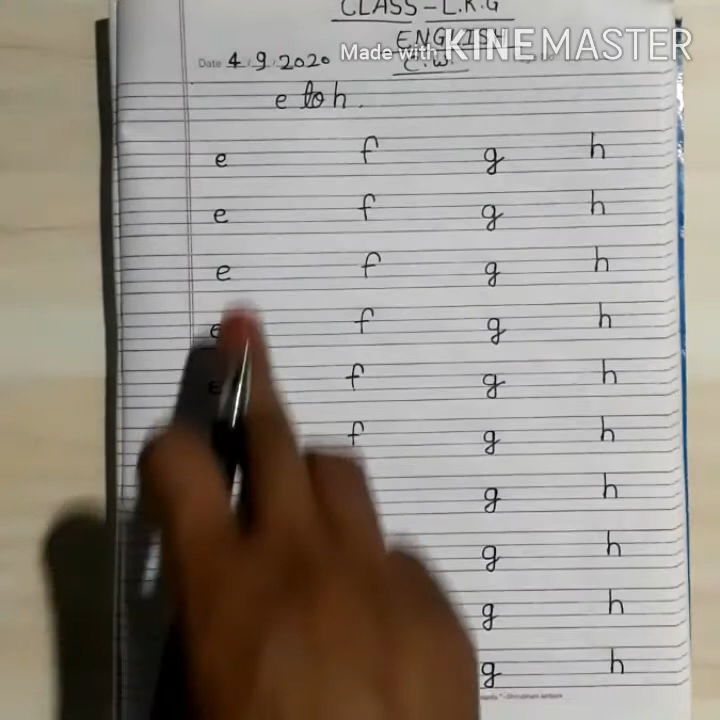 CLASS - L.K.G
ENGLISH
Made with KINEMASTER
Date 4.9.2020 C.W.
e to h.
e f g h
e f g h
e f g h
e f g h
e f g h
f g h
g h
g h
g h
g h